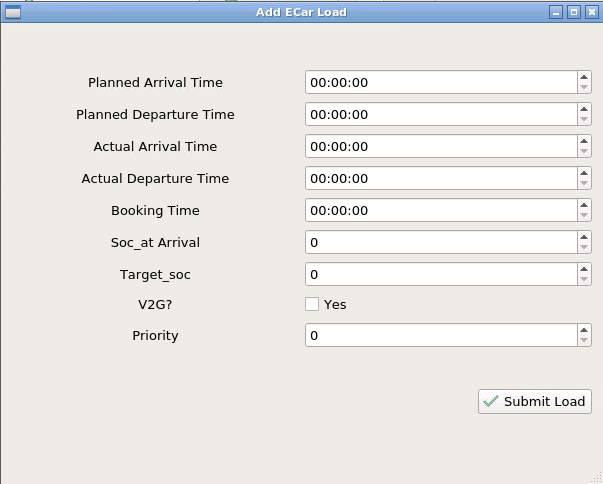 Add ECar Load
Planned Arrival Time 00:00:00
Planned Departure Time 00:00:00
Actual Arrival Time 00:00:00
Actual Departure Time 00:00:00
Booking Time 00:00:00
Soc_at Arrival 0
Target_soc 0
V2G? Yes
Priority 0
Submit Load